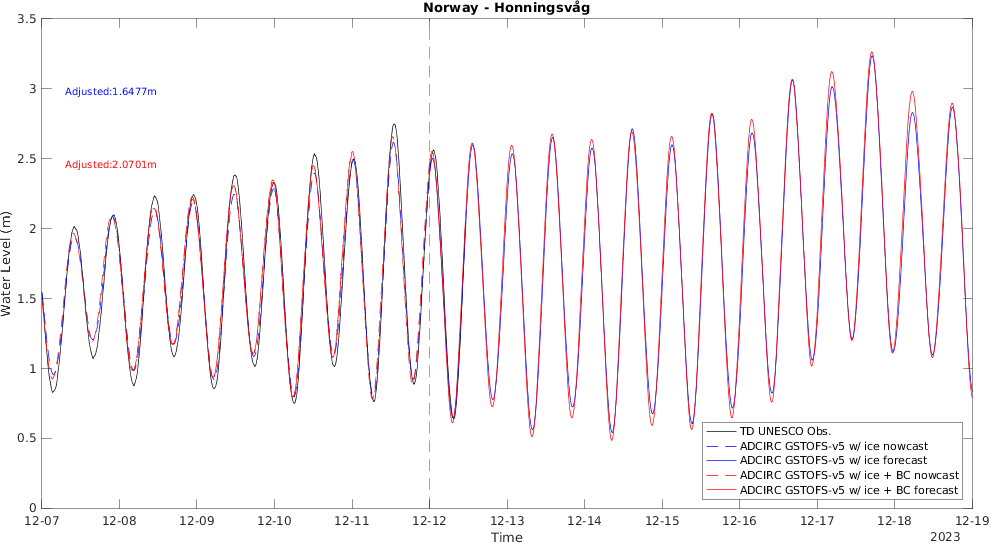 Norway - Honningsvåg
3.5
3
2.5
2
1.5
1
0.5
0
Water Level (m)
Adjusted:1.6477m
Adjusted:2.0701m
TD UNESCO Obs.
ADCIRC GSTOFS-v5 w/ ice nowcast
ADCIRC GSTOFS-v5 w/ ice forecast
ADCIRC GSTOFS-v5 w/ ice + BC nowcast
ADCIRC GSTOFS-v5 w/ ice + BC forecast
12-07 12-08 12-09 12-10 12-11 12-12 12-13 12-14 12-15 12-16 12-17 12-18 12-19
Time
2023